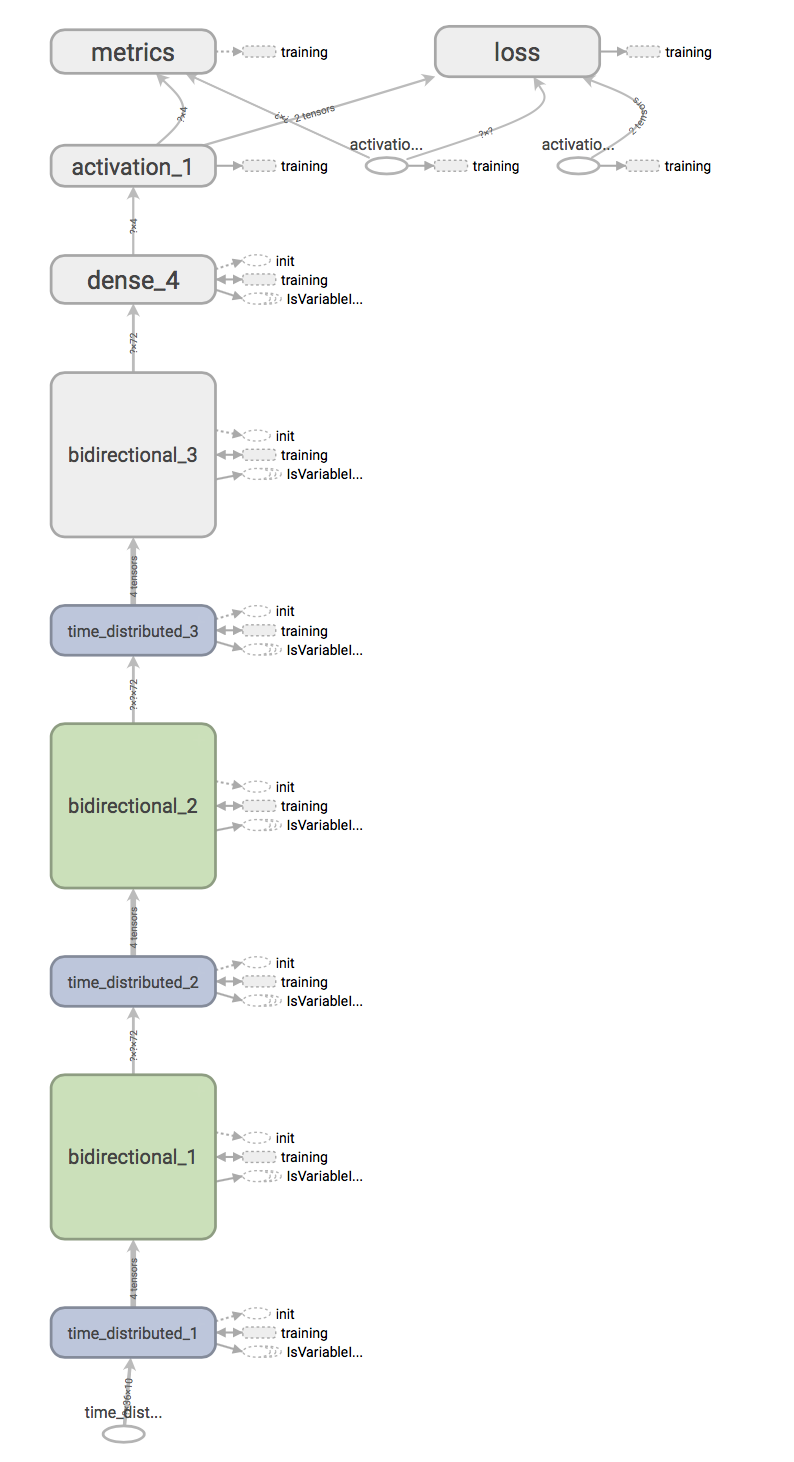 metrics
training
loss
training
?×4
?×?
2 tensors
?×?
2 tensors
activatio...
activatio...
activation_1
training
training
training
?×4
dense_4
init
training
IsVariableI...
?×72
bidirectional_3
init
training
IsVariableI...
4 tensors
time_distributed_3
init
training
IsVariableI...
?×?×72
bidirectional_2
init
training
IsVariableI...
4 tensors
time_distributed_2
init
training
IsVariableI...
?×?×72
bidirectional_1
init
training
IsVariableI...
4 tensors
time_distributed_1
init
training
IsVariableI...
?×36×10
time_dist...